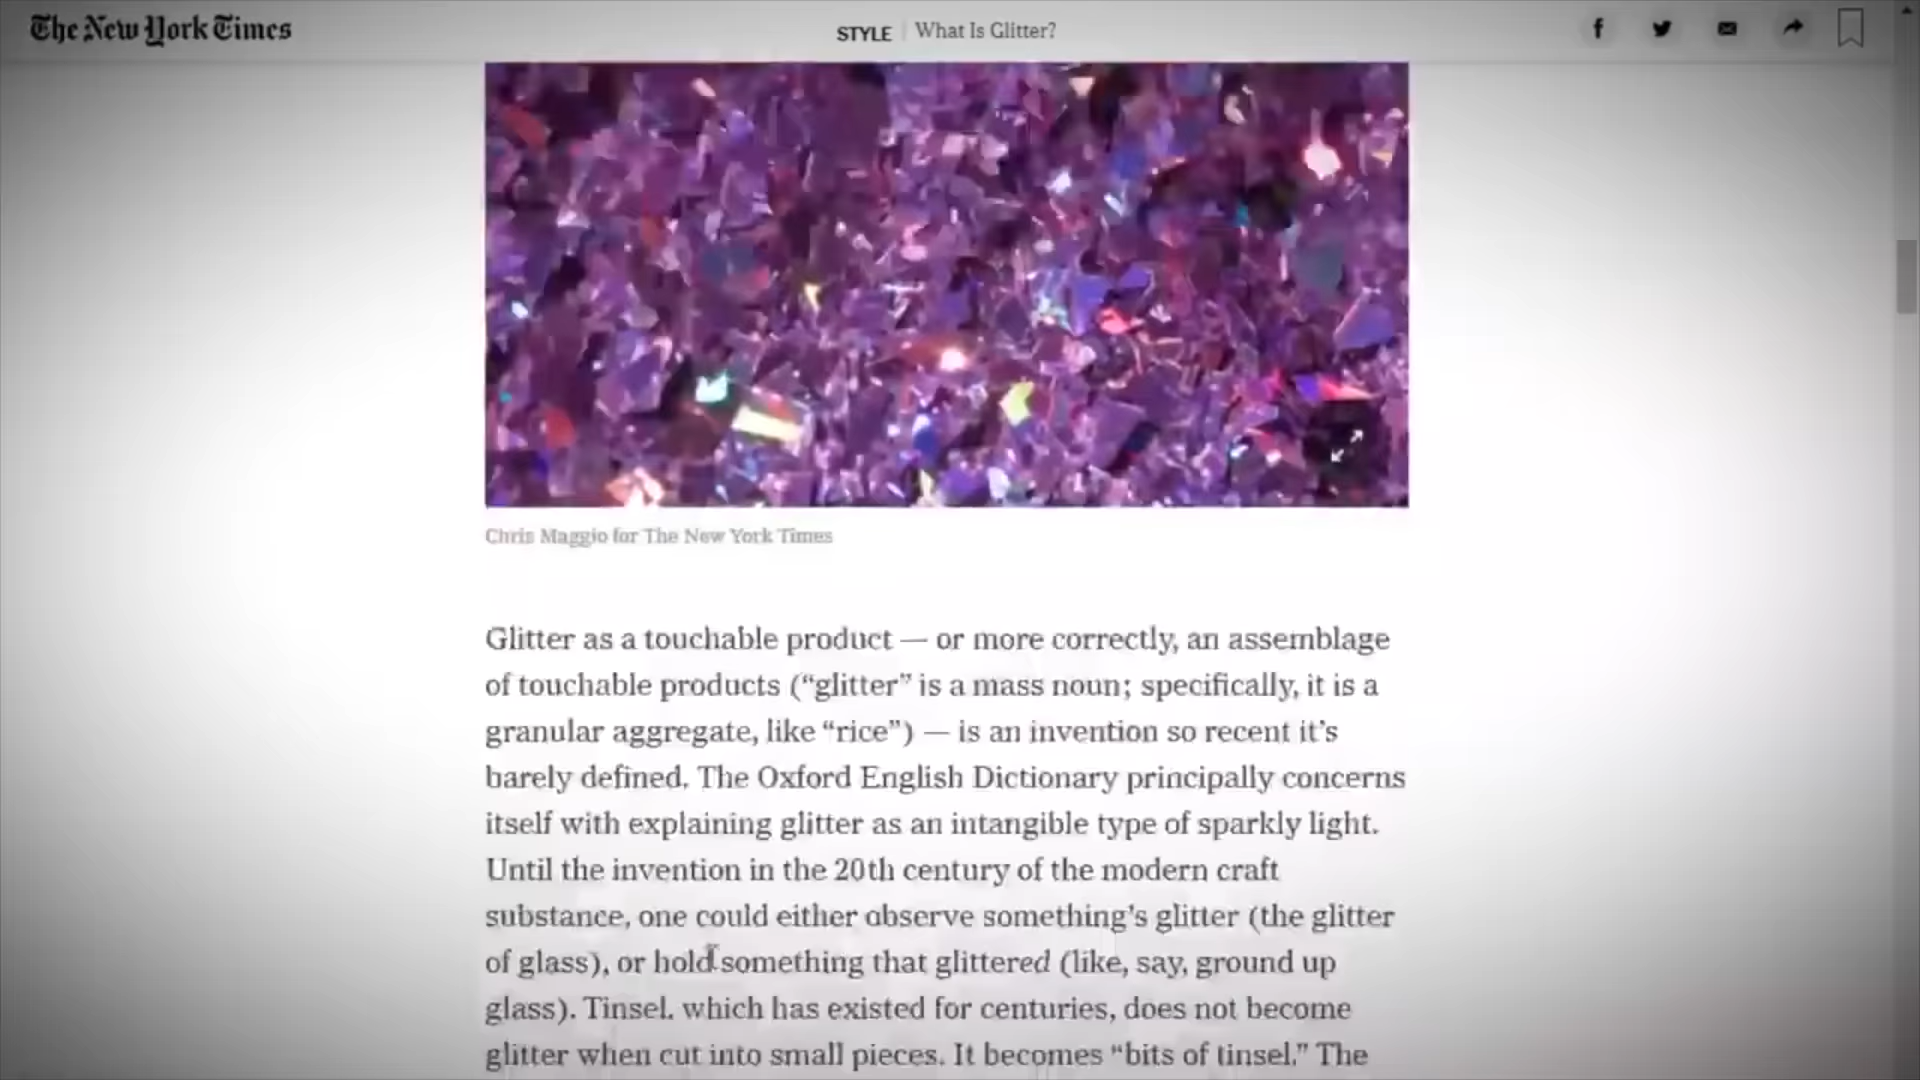 The New York Times
STYLE | What Is Glitter?
Chris Maggio for The New York Times
Glitter as a touchable product — or more correctly, an assemblage
of touchable products (“glitter” is a mass noun; specifically, it is a
granular aggregate, like “rice”) — is an invention so recent it’s
barely defined. The Oxford English Dictionary principally concerns
itself with explaining glitter as an intangible type of sparkly light.
Until the invention in the 20th century of the modern craft
substance, one could either observe something’s glitter (the glitter
of glass), or hold something that glittered (like, say, ground up
glass). Tinsel, which has existed for centuries, does not become
glitter when cut into small pieces. It becomes “bits of tinsel.” The